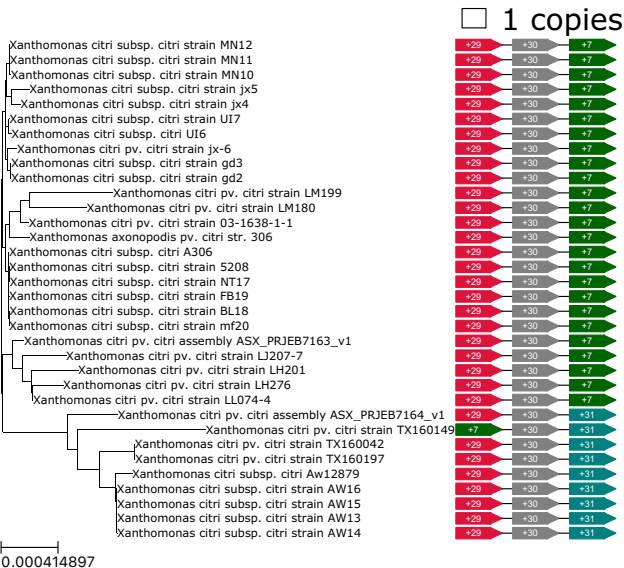 1 copies
Xanthomonas citri subsp. citri strain MN12 +29 +30 +7
Xanthomonas citri subsp. citri strain MN11 +29 +30 +7
Xanthomonas citri subsp. citri strain MN10 +29 +30 +7
Xanthomonas citri subsp. citri strain jx5 +29 +30 +7
Xanthomonas citri subsp. citri strain jx4 +29 +30 +7
Xanthomonas citri subsp. citri strain UI7 +29 +30 +7
Xanthomonas citri subsp. citri UI6 +29 +30 +7
Xanthomonas citri pv. citri strain jx-6 +29 +30 +7
Xanthomonas citri subsp. citri strain gd3 +29 +30 +7
Xanthomonas citri subsp. citri strain gd2 +29 +30 +7
Xanthomonas citri pv. citri strain LM199 +29 +30 +7
Xanthomonas citri pv. citri strain LM180 +29 +30 +7
Xanthomonas citri pv. citri strain 03-1638-1-1 +29 +30 +7
Xanthomonas axonopodis pv. citri str. 306 +29 +30 +7
Xanthomonas citri subsp. citri A306 +29 +30 +7
Xanthomonas citri subsp. citri strain 5208 +29 +30 +7
Xanthomonas citri subsp. citri strain NT17 +29 +30 +7
Xanthomonas citri subsp. citri strain FB19 +29 +30 +7
Xanthomonas citri subsp. citri strain BL18 +29 +30 +7
Xanthomonas citri subsp. citri strain mf20 +29 +30 +7
Xanthomonas citri pv. citri assembly ASX_PRJEB7163_v1 +29 +30 +7
Xanthomonas citri pv. citri strain LJ207-7 +29 +30 +7
Xanthomonas citri pv. citri strain LH201 +29 +30 +7
Xanthomonas citri pv. citri strain LH276 +29 +30 +7
Xanthomonas citri pv. citri strain LL074-4 +29 +30 +7
Xanthomonas citri pv. citri assembly ASX_PRJEB7164_v1 +29 +30 +31
Xanthomonas citri pv. citri strain TX160149 +7 +30 +31
Xanthomonas citri pv. citri strain TX160042 +29 +30 +31
Xanthomonas citri pv. citri strain TX160197 +29 +30 +31
Xanthomonas citri subsp. citri Aw12879 +29 +30 +31
Xanthomonas citri subsp. citri strain AW16 +29 +30 +31
Xanthomonas citri subsp. citri strain AW15 +29 +30 +31
Xanthomonas citri subsp. citri strain AW13 +29 +30 +31
Xanthomonas citri subsp. citri strain AW14 +29 +30 +31
0.000414897